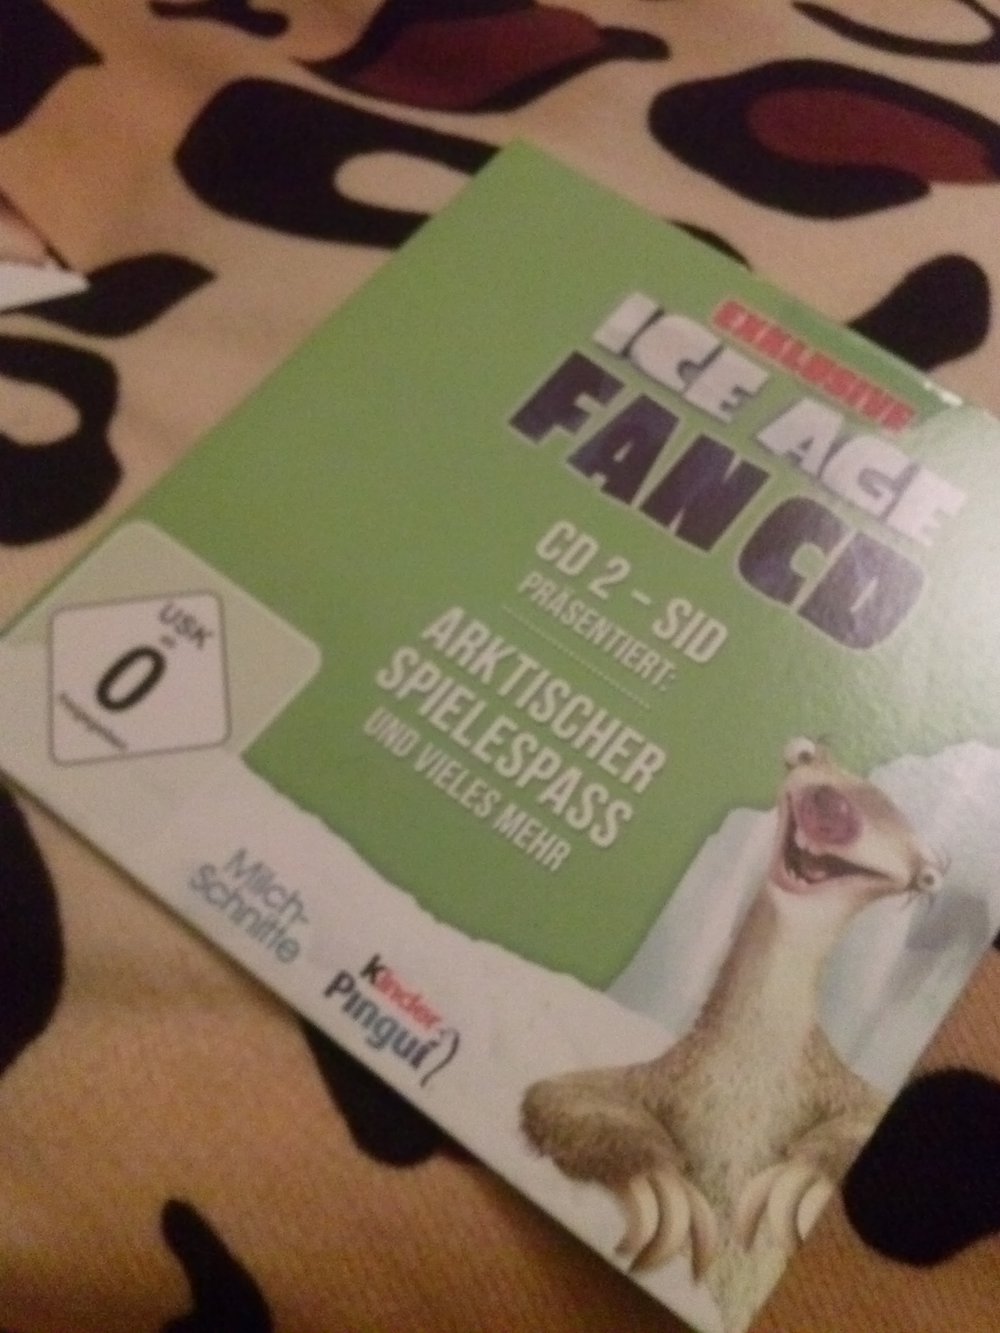 EXKLUSIVE
ICE AGE
FAN CD
CD 2 – SID
PRÄSENTIERT:
ARKTISCHER
SPIELESPASS
UND VIELES MEHR
USK
0
Milch-
Schnitte
kinder
Pinguí